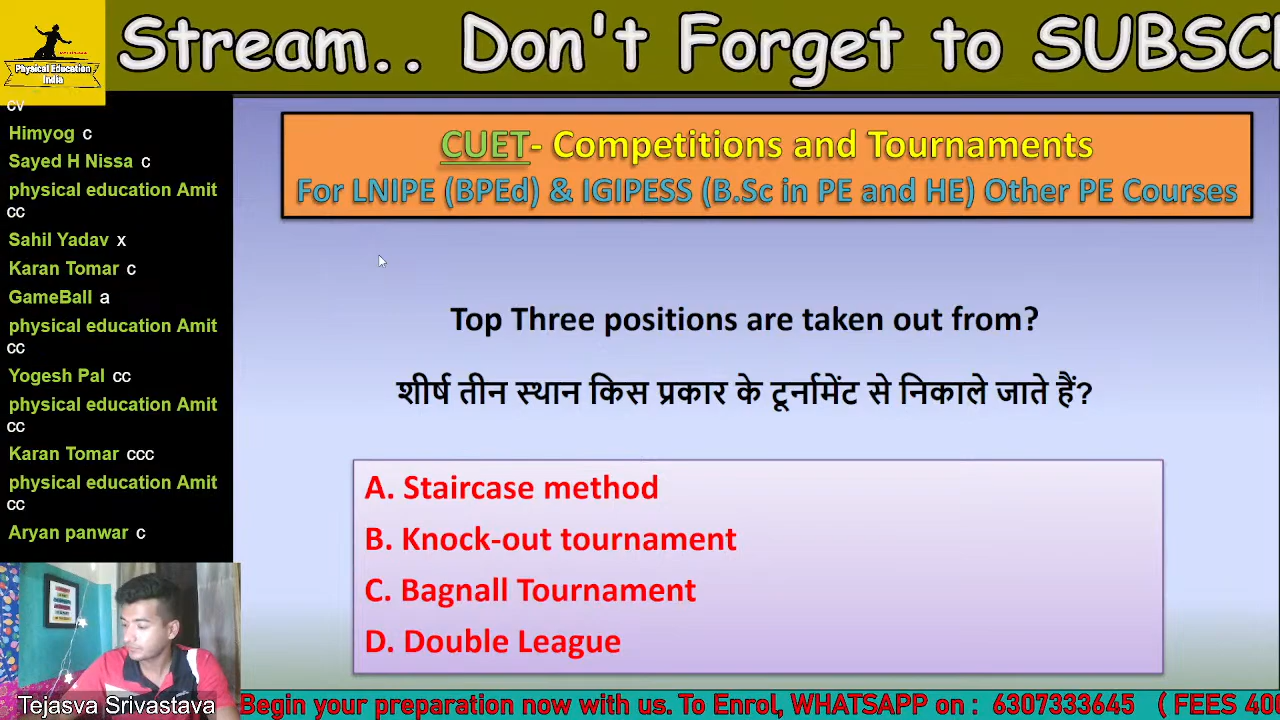 Stream.. Don't Forget to SUBSC
Physical Education
India
cv
Himyog c
Sayed H Nissa c
physical education Amit
cc
Sahil Yadav x
Karan Tomar c
GameBall a
physical education Amit
cc
Yogesh Pal cc
physical education Amit
cc
Karan Tomar ccc
physical education Amit
cc
Aryan panwar c
CUET- Competitions and Tournaments
For LNIPE (BPEd) & IGIPESS (B.Sc in PE and HE) Other PE Courses
Top Three positions are taken out from?
शीर्ष तीन स्थान किस प्रकार के टूर्नामेंट से निकाले जाते हैं?
A. Staircase method
B. Knock-out tournament
C. Bagnall Tournament
D. Double League
Tejasva Srivastava
Begin your preparation now with us. To Enrol, WHATSAPP on : 6307333645 ( FEES 400